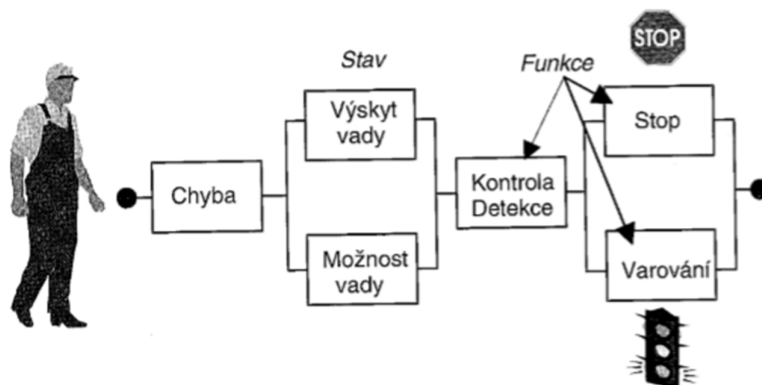 STOP
Stav
Funkce
Výskyt
vady
Stop
Chyba
Kontrola
Detekce
Možnost
vady
Varování